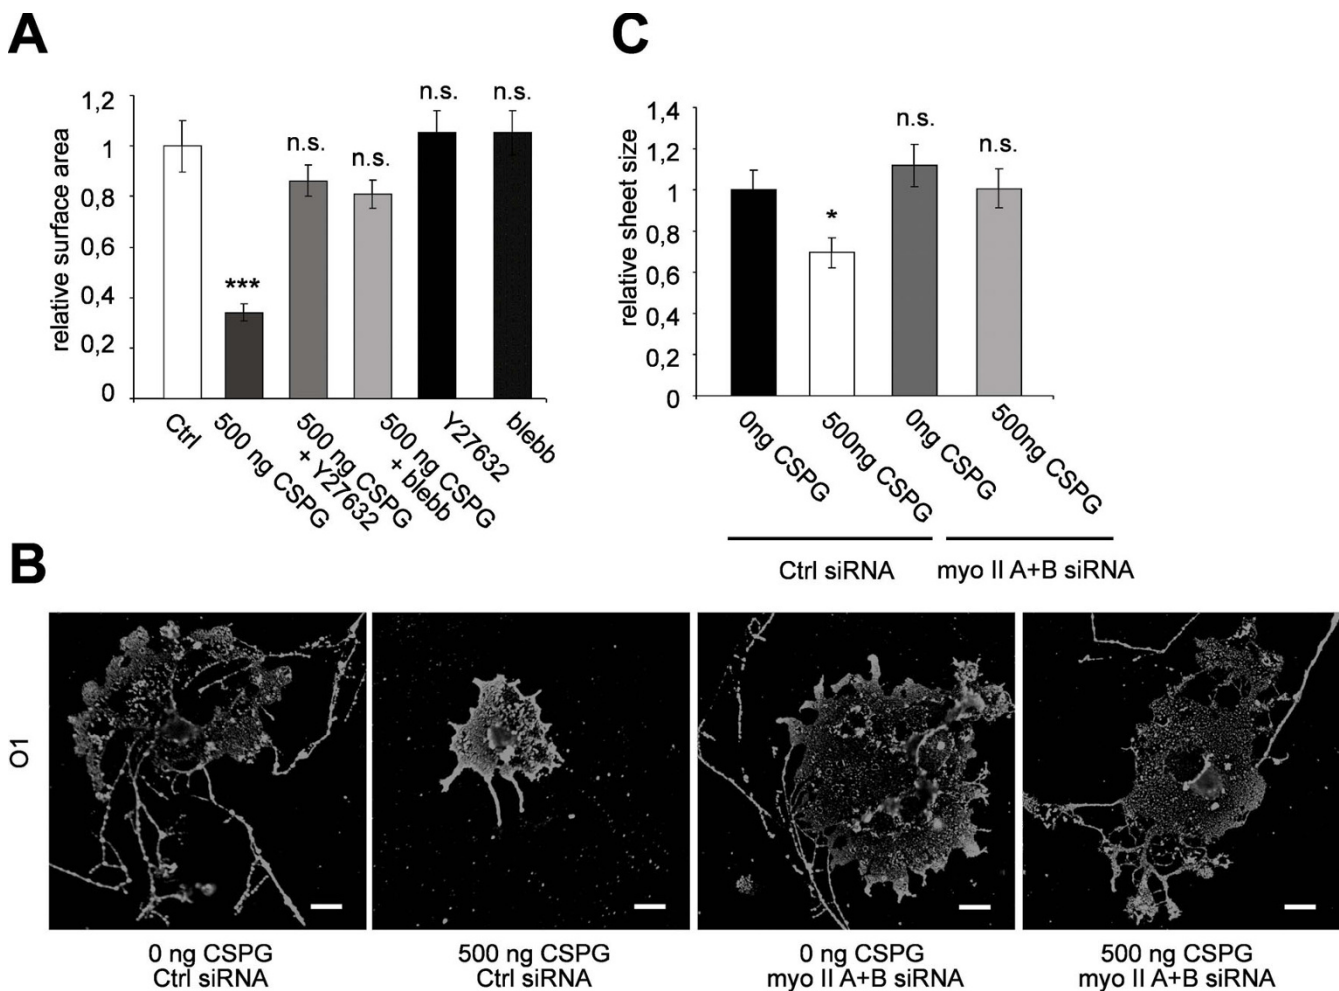 A
relative surface area
1,2
1
0,8
0,6
0,4
0,2
0
***
n.s.
n.s.
n.s.
n.s.
Ctrl
500 ng CSPG
500 ng CSPG
+ Y27632
500 ng CSPG
+ blebb
Y27632
blebb
C
relative sheet size
1,4
1,2
1
0,8
0,6
0,4
0,2
0
*
n.s.
n.s.
0ng CSPG
500ng CSPG
0ng CSPG
500ng CSPG
Ctrl siRNA
myo II A+B siRNA
B
O1
0 ng CSPG
Ctrl siRNA
500 ng CSPG
Ctrl siRNA
0 ng CSPG
myo II A+B siRNA
500 ng CSPG
myo II A+B siRNA